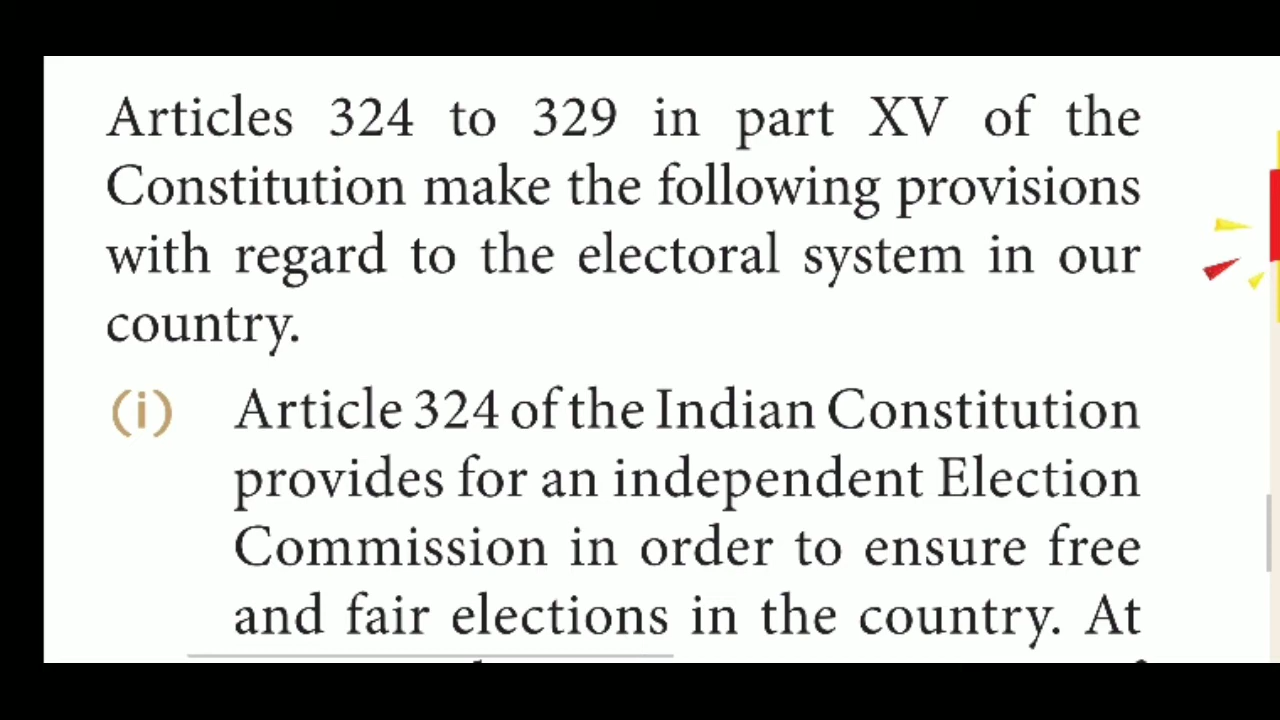 Articles 324 to 329 in part XV of the
Constitution make the following provisions
with regard to the electoral system in our
country.
(i) Article 324 of the Indian Constitution
provides for an independent Election
Commission in order to ensure free
and fair elections in the country. At